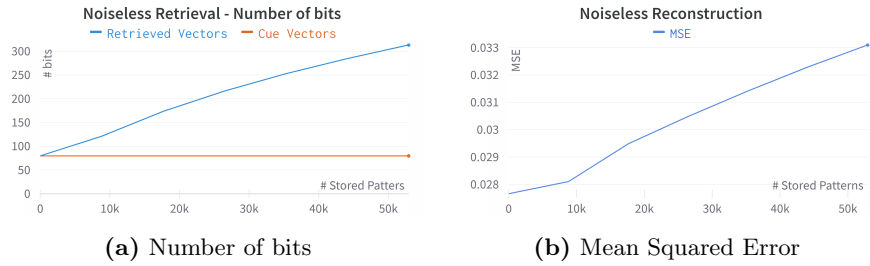 Noiseless Retrieval - Number of bits
Retrieved Vectors Cue Vectors
# bits
300
250
200
150
100
50
0
# Stored Patters
0 10k 20k 30k 40k 50k
(a) Number of bits
Noiseless Reconstruction
MSE
MSE
0.033
0.032
0.031
0.03
0.029
0.028
# Stored Patterns
0 10k 20k 30k 40k 50k
(b) Mean Squared Error